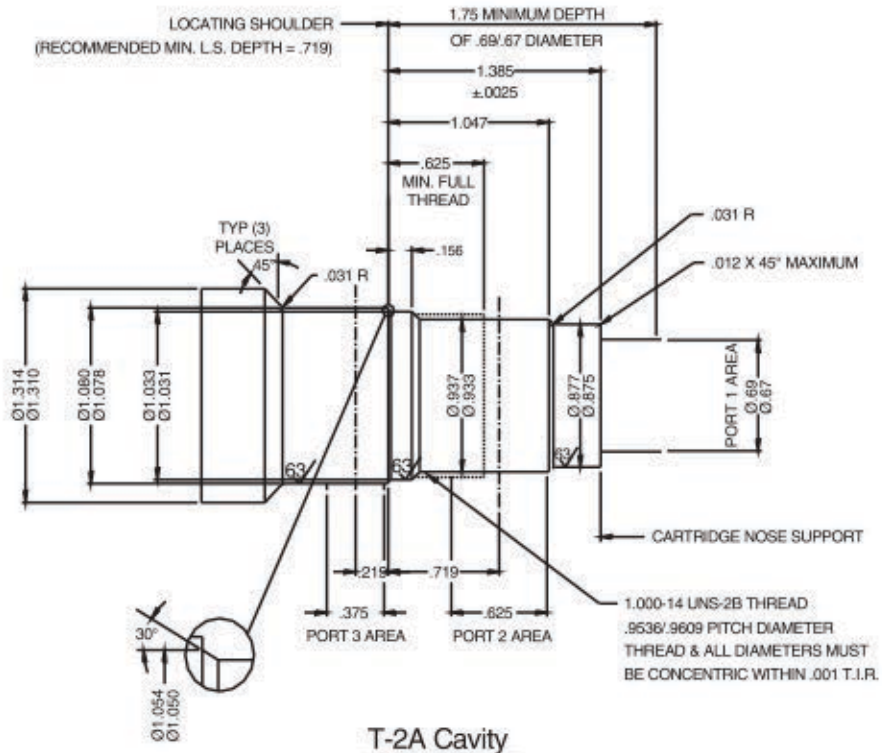 LOCATING SHOULDER
(RECOMMENDED MIN. L.S. DEPTH = .719)
1.75 MINIMUM DEPTH
OF .69/.67 DIAMETER
1.385
±.0025
1.047
.625
MIN. FULL
THREAD
.156
TYP (3)
PLACES
45°
.031 R
.031 R
.012 X 45° MAXIMUM
Ø1.314
Ø1.310
Ø1.080
Ø1.078
Ø1.033
Ø1.031
Ø.937
Ø.933
Ø.877
Ø.875
PORT 1 AREA
Ø.69
Ø.67
63
63
63
CARTRIDGE NOSE SUPPORT
.219
.719
.375
PORT 3 AREA
.625
PORT 2 AREA
1.000-14 UNS-2B THREAD
.9536/.9609 PITCH DIAMETER
THREAD & ALL DIAMETERS MUST
BE CONCENTRIC WITHIN .001 T.I.R.
30°
Ø1.054
Ø1.050
T-2A Cavity